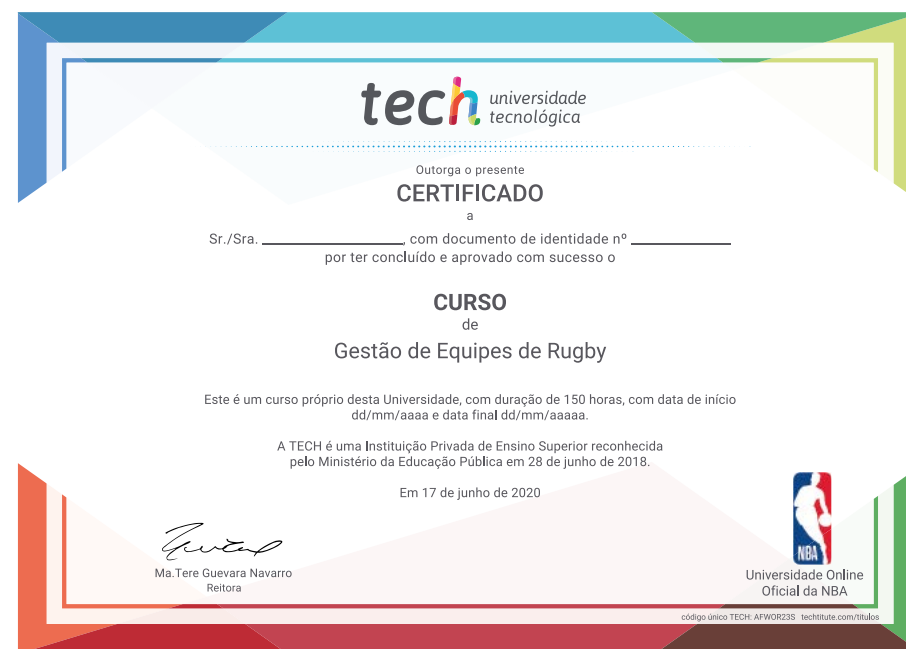 tech universidade
tecnológica
Outorga o presente
CERTIFICADO
a
Sr./Sra. ________________, com documento de identidade nº ___________
por ter concluído e aprovado com sucesso o
CURSO
de
Gestão de Equipes de Rugby
Este é um curso próprio desta Universidade, com duração de 150 horas, com data de início
dd/mm/aaaa e data final dd/mm/aaaaa.
A TECH é uma Instituição Privada de Ensino Superior reconhecida
pelo Ministério da Educação Pública em 28 de junho de 2018.
Em 17 de junho de 2020
Ma.Tere Guevara Navarro
Reitora
NBA
Universidade Online
Oficial da NBA
código único TECH: AFWOR23S techtitute.com/titulos